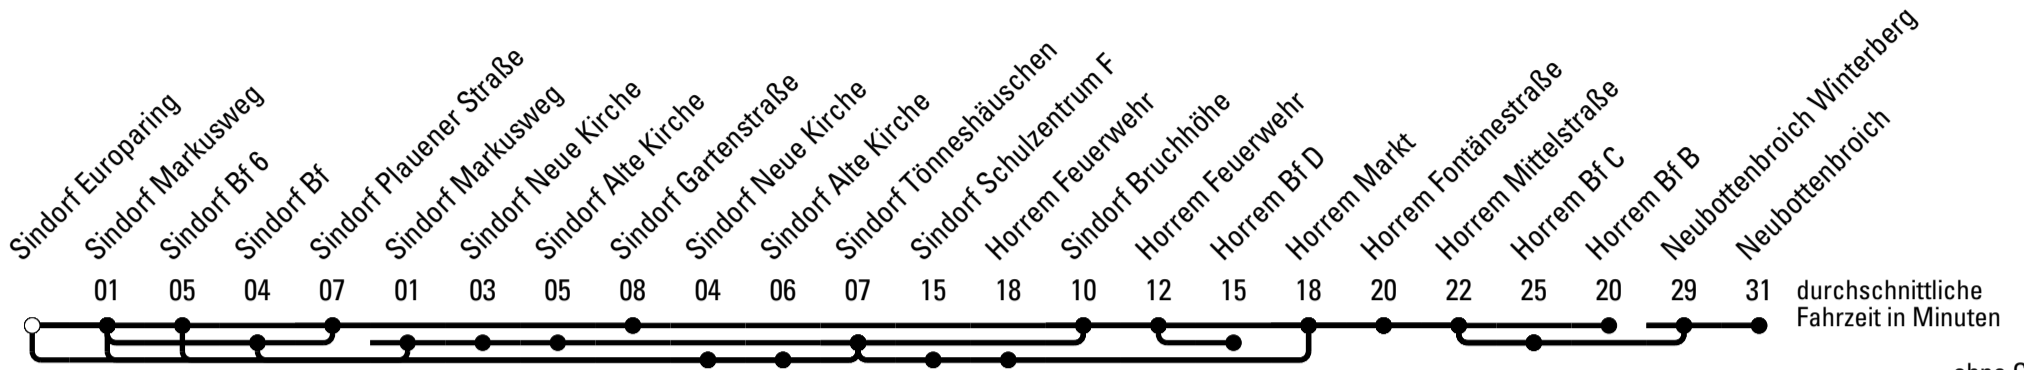 Sindorf Europaring
Sindorf Markusweg
Sindorf Bf 6
Sindorf Bf
Sindorf Plauener Straße
Sindorf Markusweg
Sindorf Neue Kirche
Sindorf Alte Kirche
Sindorf Gartenstraße
Sindorf Neue Kirche
Sindorf Alte Kirche
Sindorf Tönneshäuschen
Sindorf Schulzentrum F
Horrem Feuerwehr
Sindorf Bruchhöhe
Horrem Feuerwehr
Horrem Bf D
Horrem Markt
Horrem Fontänestraße
Horrem Mittelstraße
Horrem Bf C
Horrem Bf B
Neubottenbroich Winterberg
Neubottenbroich
01 05 04 07 01 03 05 08 04 06 07 15 18 10 12 15 18 20 22 25 20 29 31 durchschnittliche
Fahrzeit in Minuten